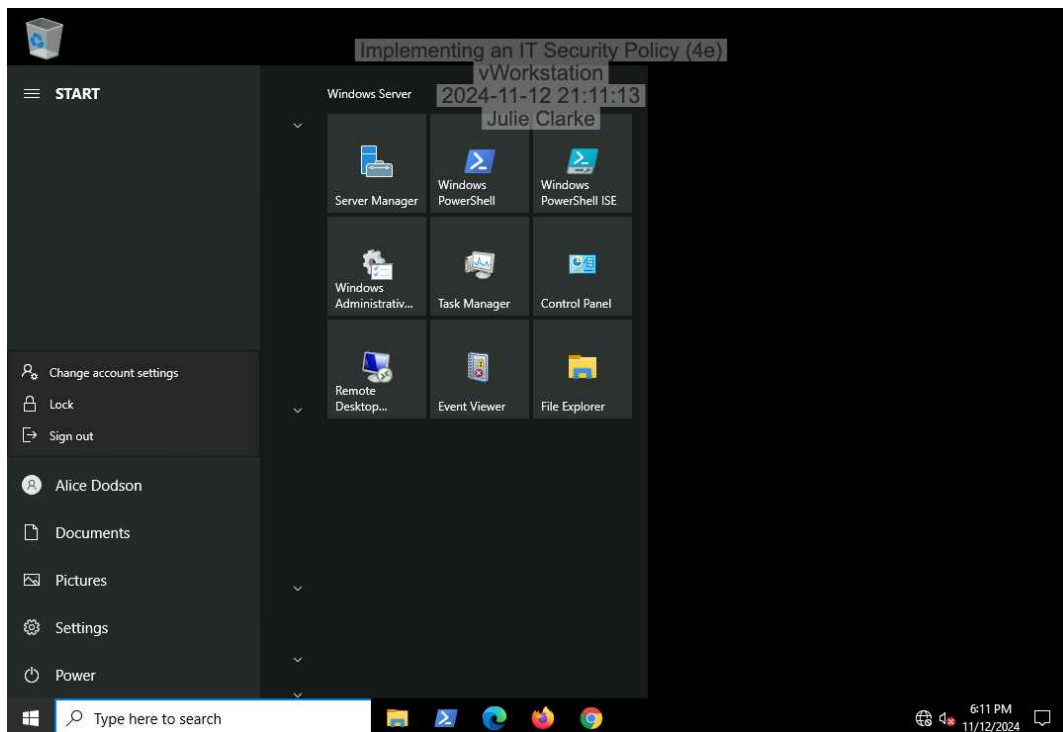 Implementing an IT Security Policy (4e)
vWorkstation
2024-11-12 21:11:13
Julie Clarke
START
Windows Server
Server Manager
Windows PowerShell
Windows PowerShell ISE
Windows Administrativ...
Task Manager
Control Panel
Remote Desktop...
Event Viewer
File Explorer
Change account settings
Lock
Sign out
Alice Dodson
Documents
Pictures
Settings
Power
Type here to search
6:11 PM
11/12/2024